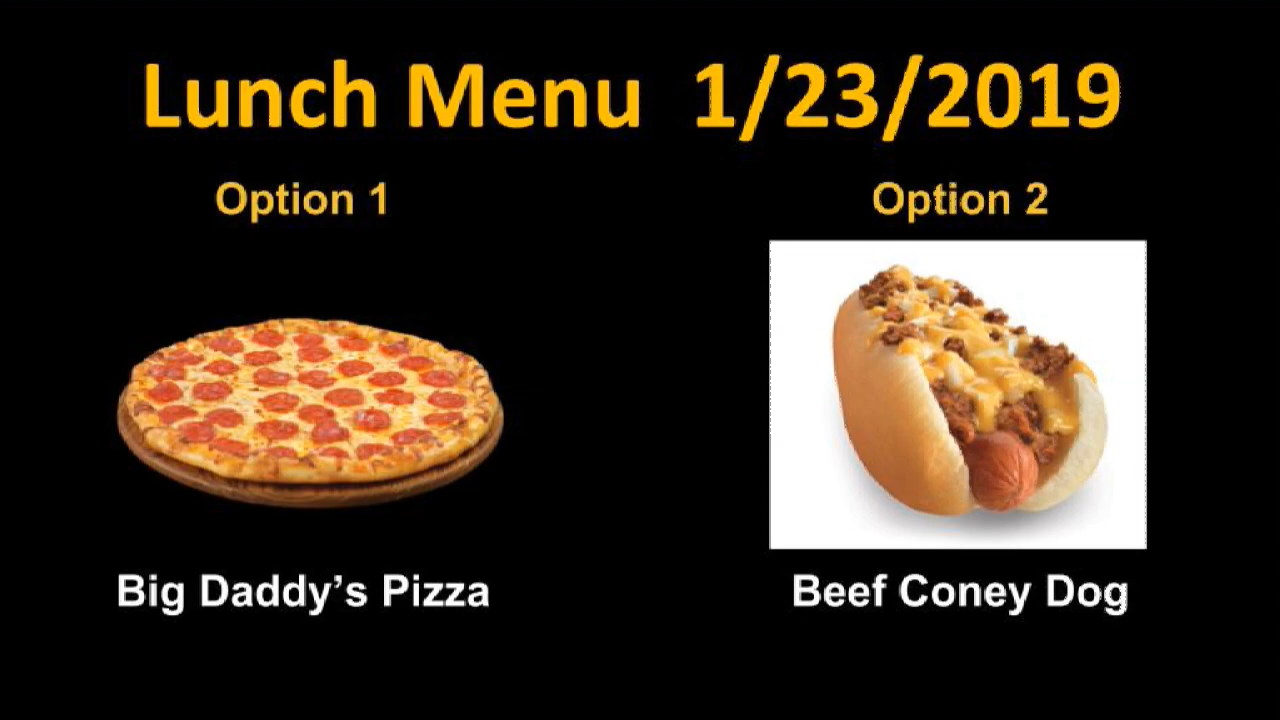 Lunch Menu 1/23/2019
Option 1
Option 2
Big Daddy’s Pizza
Beef Coney Dog